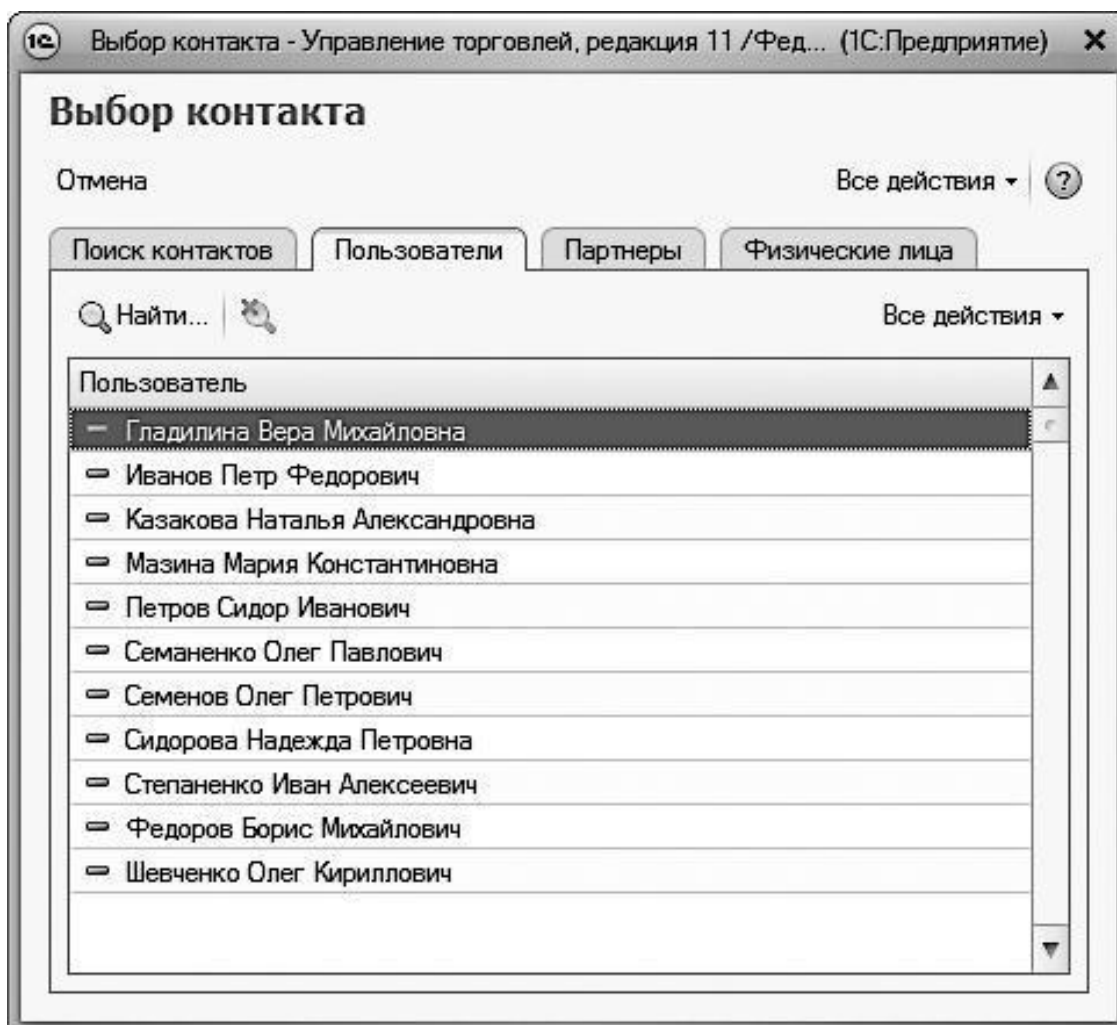 1С Выбор контакта - Управление торговлей, редакция 11 /Фед... (1С:Предприятие)
Выбор контакта
Отмена Все действия ?
Поиск контактов Пользователи Партнеры Физические лица
Найти... Все действия
Пользователь
Гладилина Вера Михайловна
Иванов Петр Федорович
Казакова Наталья Александровна
Мазина Мария Константиновна
Петров Сидор Иванович
Семаненко Олег Павлович
Семенов Олег Петрович
Сидорова Надежда Петровна
Степаненко Иван Алексеевич
Федоров Борис Михайлович
Шевченко Олег Кириллович